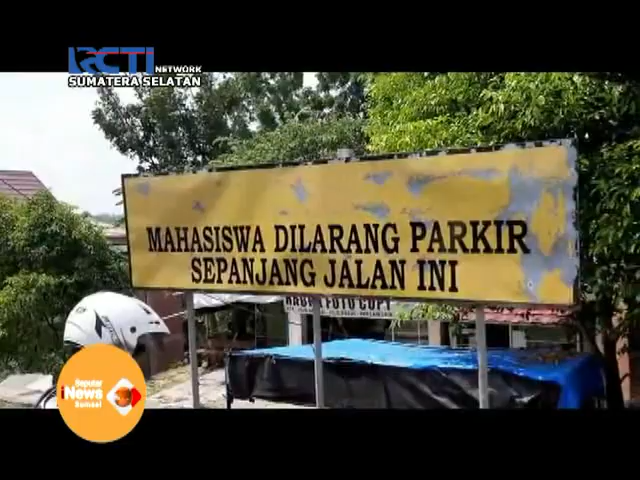 RCTI NETWORK
SUMATERA SELATAN
MAHASISWA DILARANG PARKIR
SEPANJANG JALAN INI
FOTO COPY
Seputar
iNews
Sumsel